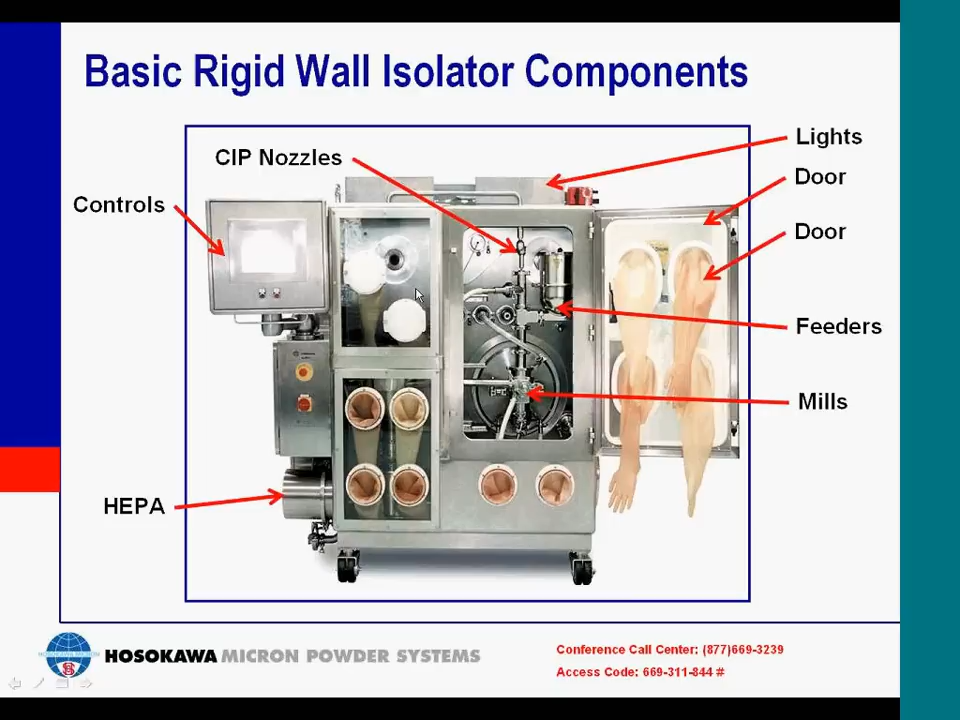 Basic Rigid Wall Isolator Components
Lights
CIP Nozzles
Door
Controls
Door
Feeders
Mills
HEPA
HOSOKAWA MICRON POWDER SYSTEMS
Conference Call Center: (877)669-3239
Access Code: 669-311-844 #